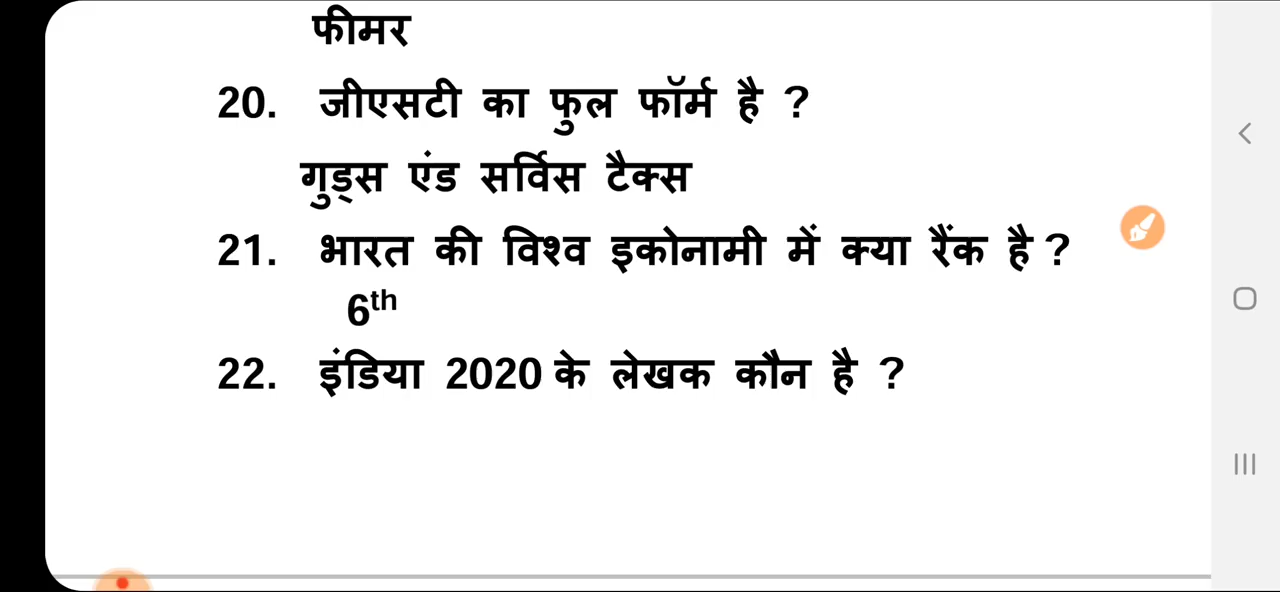 फीमर
20. जीएसटी का फुल फॉर्म है ?
गुड्स एंड सर्विस टैक्स
21. भारत की विश्व इकोनामी में क्या रैंक है ?
6th
22. इंडिया 2020 के लेखक कौन है ?